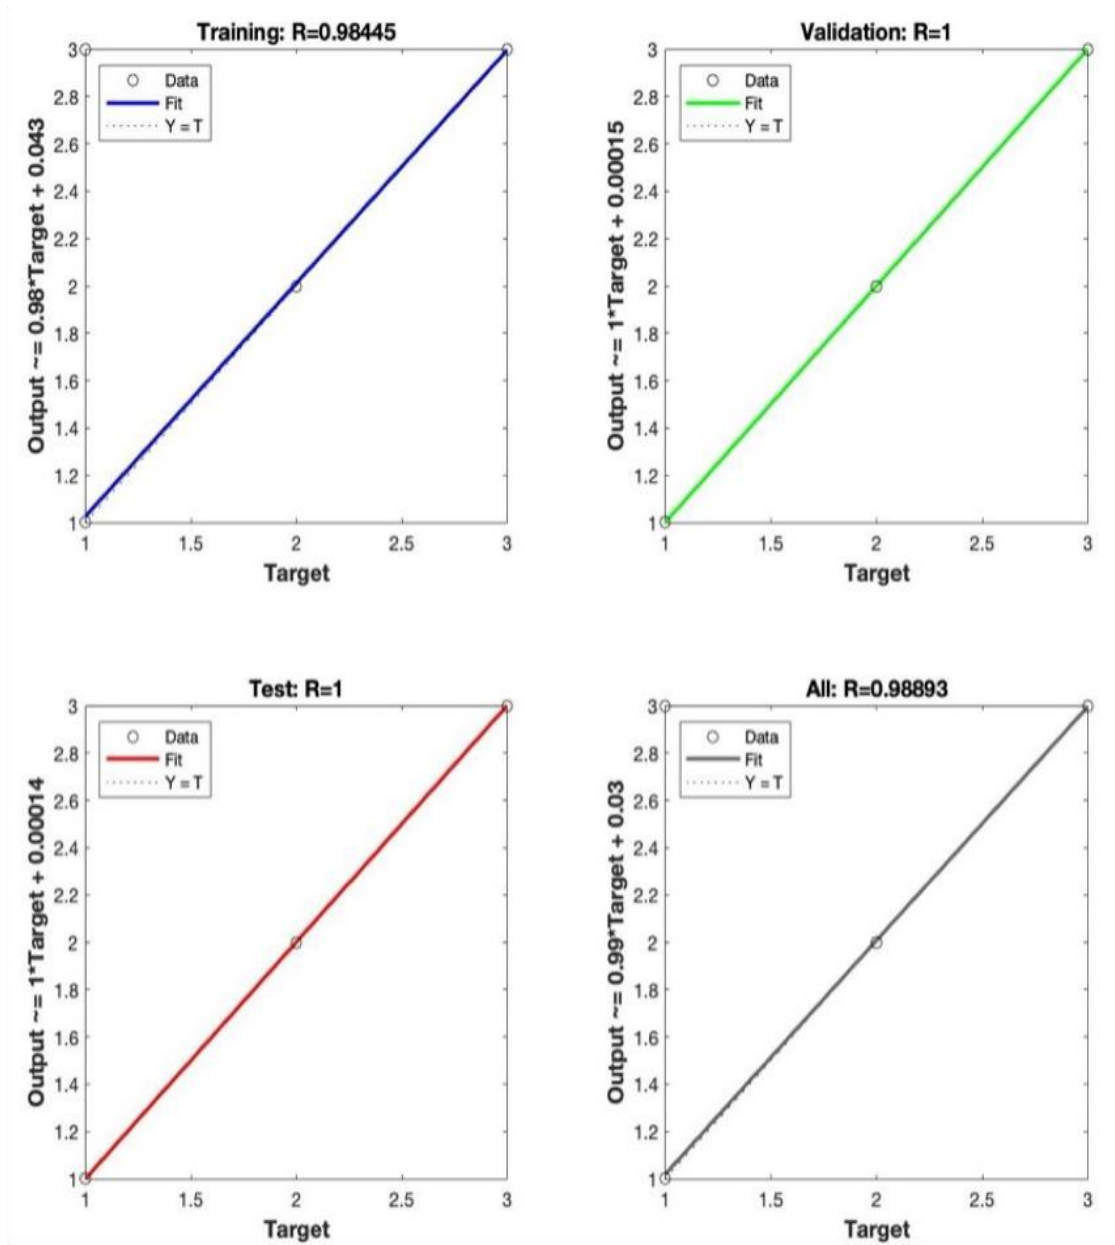 Training: R=0.98445
Data
Fit
Y = T
3
2.8
2.6
2.4
2.2
2
1.8
1.6
1.4
1.2
1
Output ~= 0.98*Target + 0.043
1
1.5
2
2.5
3
Target
Validation: R=1
Data
Fit
Y = T
3
2.8
2.6
2.4
2.2
2
1.8
1.6
1.4
1.2
1
Output ~= 1*Target + 0.00015
1
1.5
2
2.5
3
Target
Test: R=1
Data
Fit
Y = T
3
2.8
2.6
2.4
2.2
2
1.8
1.6
1.4
1.2
1
Output ~= 1*Target + 0.00014
1
1.5
2
2.5
3
Target
All: R=0.98893
Data
Fit
Y = T
3
2.8
2.6
2.4
2.2
2
1.8
1.6
1.4
1.2
1
Output ~= 0.99*Target + 0.03
1
1.5
2
2.5
3
Target